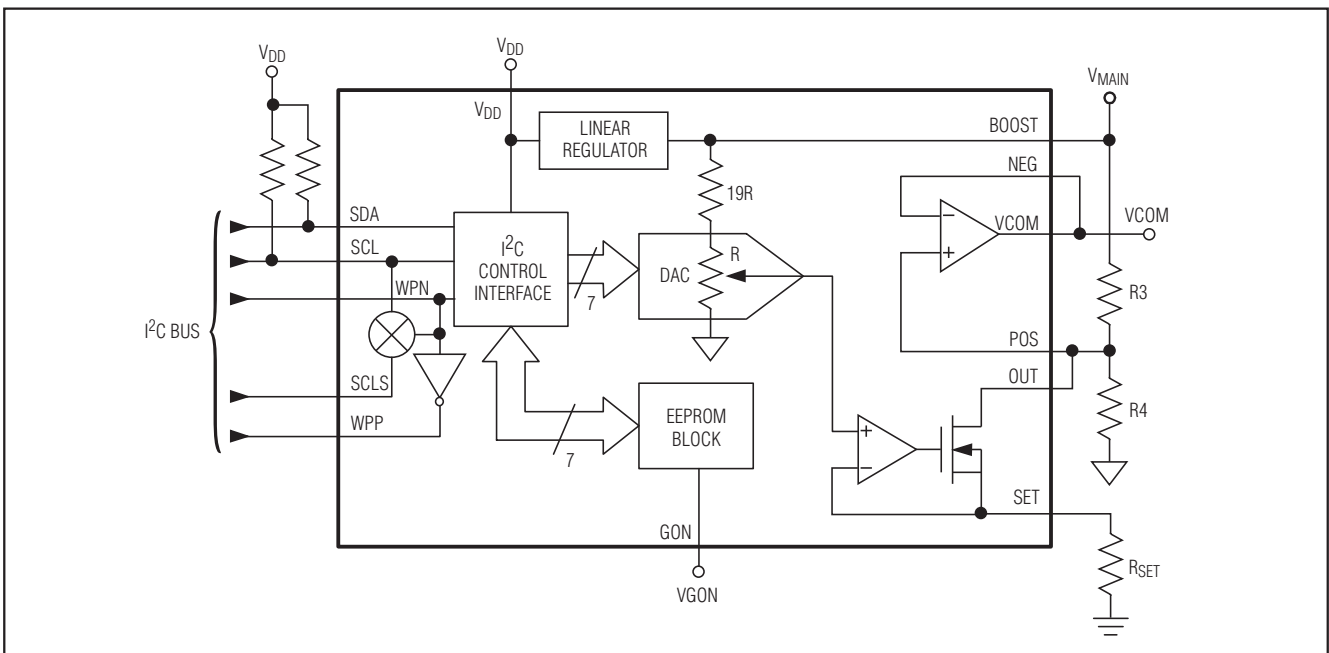 VDD
VDD
VMAIN
VDD
LINEAR
REGULATOR
BOOST
NEG
19R
SDA
VCOM
VCOM
SCL
I2C
CONTROL
INTERFACE
R
DAC
WPN
7
R3
I2C BUS
POS
OUT
SCLS
EEPROM
BLOCK
R4
WPP
7
SET
GON
RSET
VGON
−
+
+
−